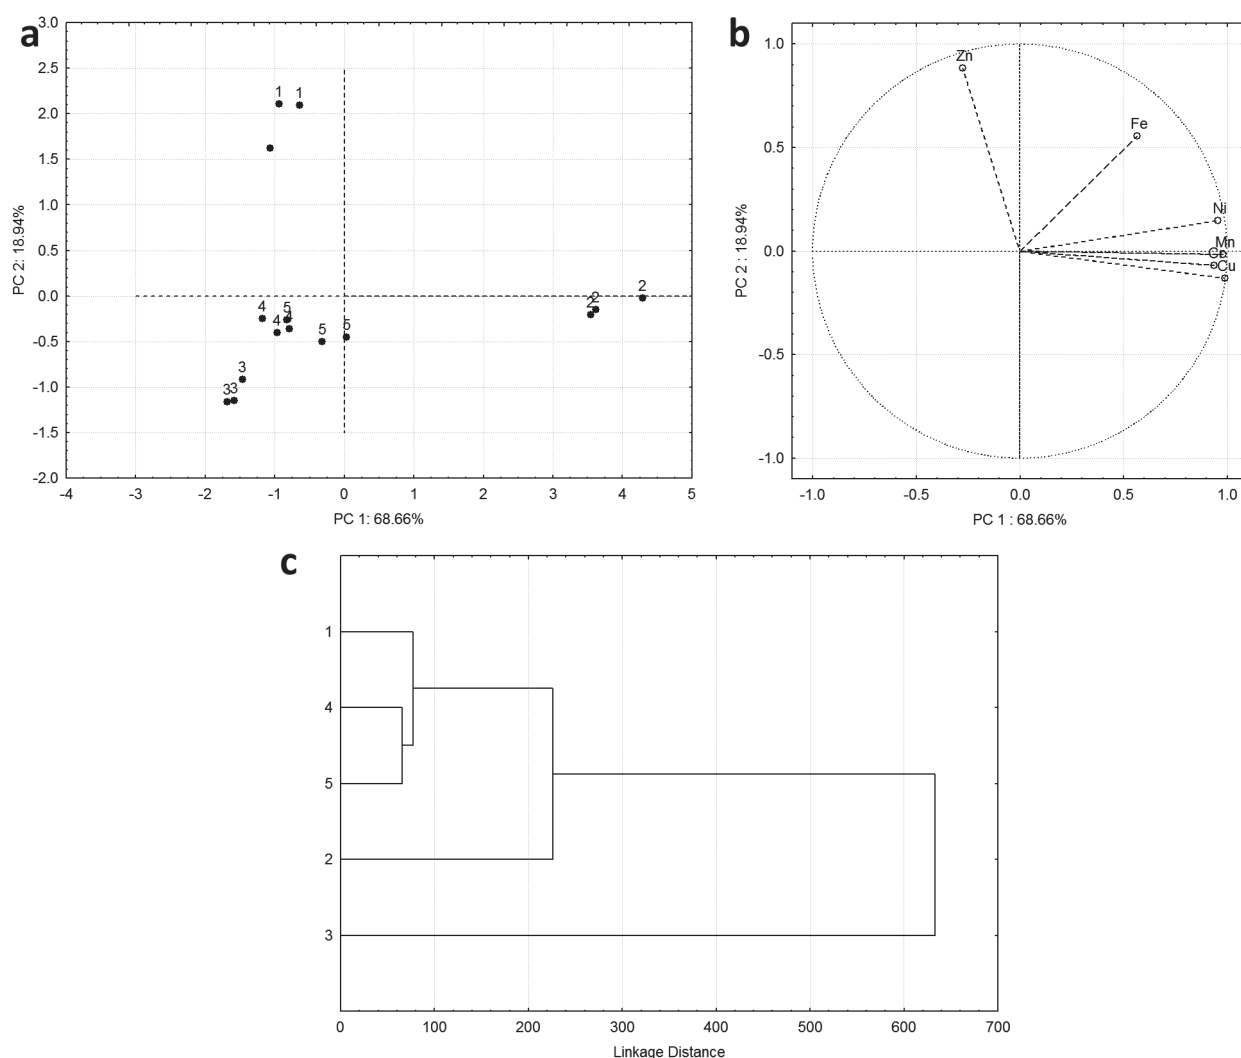 a
3.0
2.5
2.0
1.5
1.0
0.5
0.0
-0.5
-1.0
-1.5
-2.0
PC 2: 18.94%
1 1
2
2 2
4 5
4 4
5 5
3
3 3
-4 -3 -2 -1 0 1 2 3 4 5
PC 1: 68.66%
b
1.0
0.5
0.0
-0.5
-1.0
PC 2 : 18.94%
Zn
Fe
Ni
Mn
Cr
Cu
-1.0 -0.5 0.0 0.5 1.0
PC 1 : 68.66%
c
1
4
5
2
3
0 100 200 300 400 500 600 700
Linkage Distance